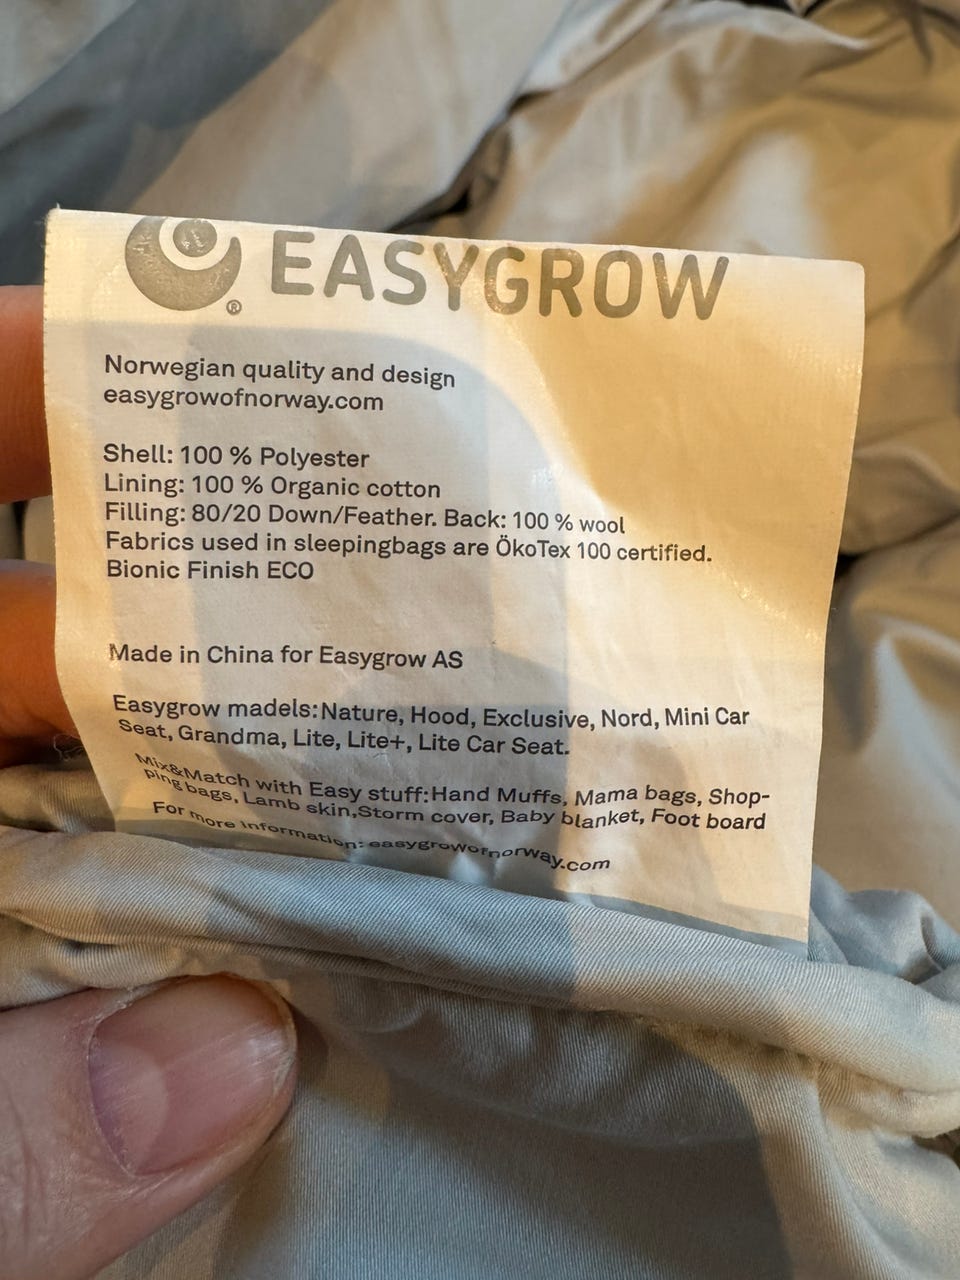 EASYGROW
®
Norwegian quality and design
easygrowofnorway.com
Shell: 100 % Polyester
Lining: 100 % Organic cotton
Filling: 80/20 Down/Feather. Back: 100 % wool
Fabrics used in sleepingbags are ÖkoTex 100 certified.
Bionic Finish ECO
Made in China for Easygrow AS
Easygrow madels:Nature, Hood, Exclusive, Nord, Mini Car
Seat, Grandma, Lite, Lite+, Lite Car Seat.
Mix&Match with Easy stuff:Hand Muffs, Mama bags, Shop-
ping bags, Lamb skin,Storm cover, Baby blanket, Foot board
For more information: easygrowofnorway.com